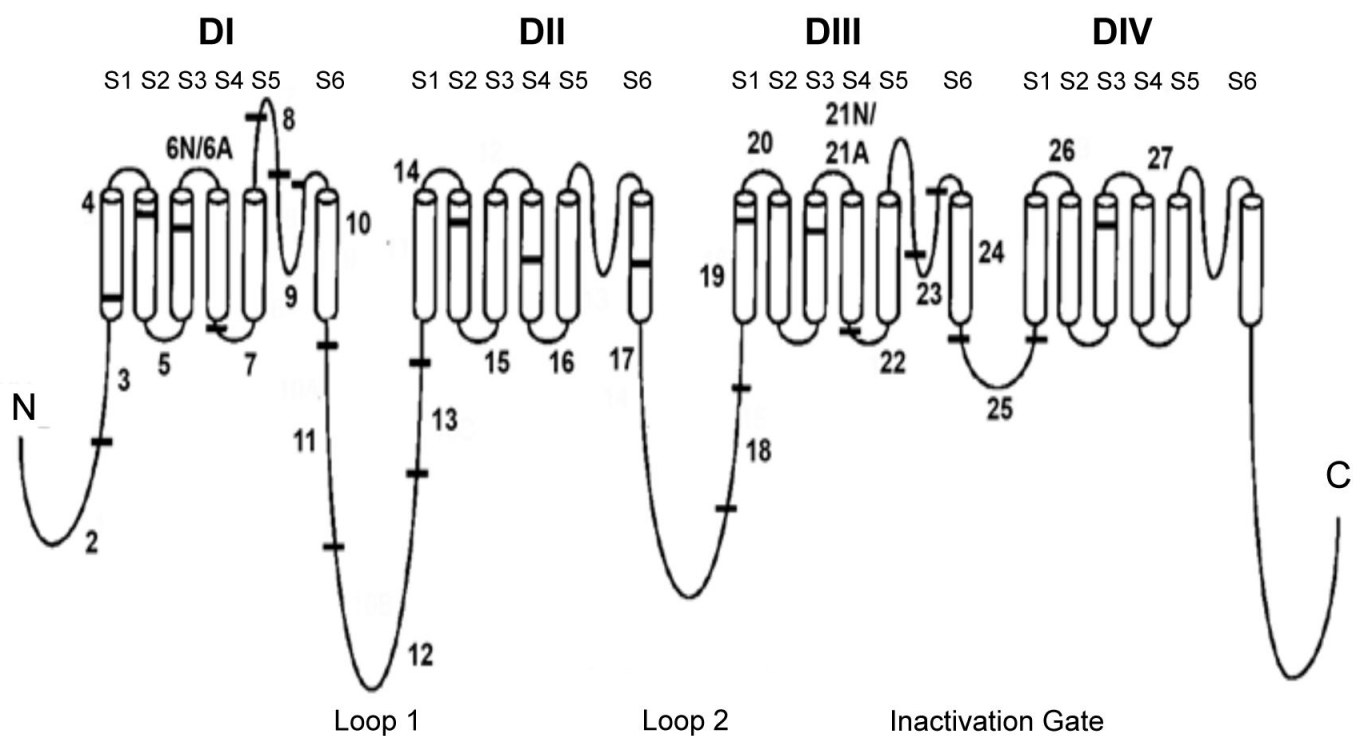 DI DII DIII DIV
S1 S2 S3 S4 S5 S6 S1 S2 S3 S4 S5 S6 S1 S2 S3 S4 S5 S6 S1 S2 S3 S4 S5 S6
8 21N/
6N/6A 20 21A 26 27
4 14
10
19 24
9 23
3 5 7 15 16 17 22
N 25
11 13 18
C
2
12
Loop 1 Loop 2 Inactivation Gate